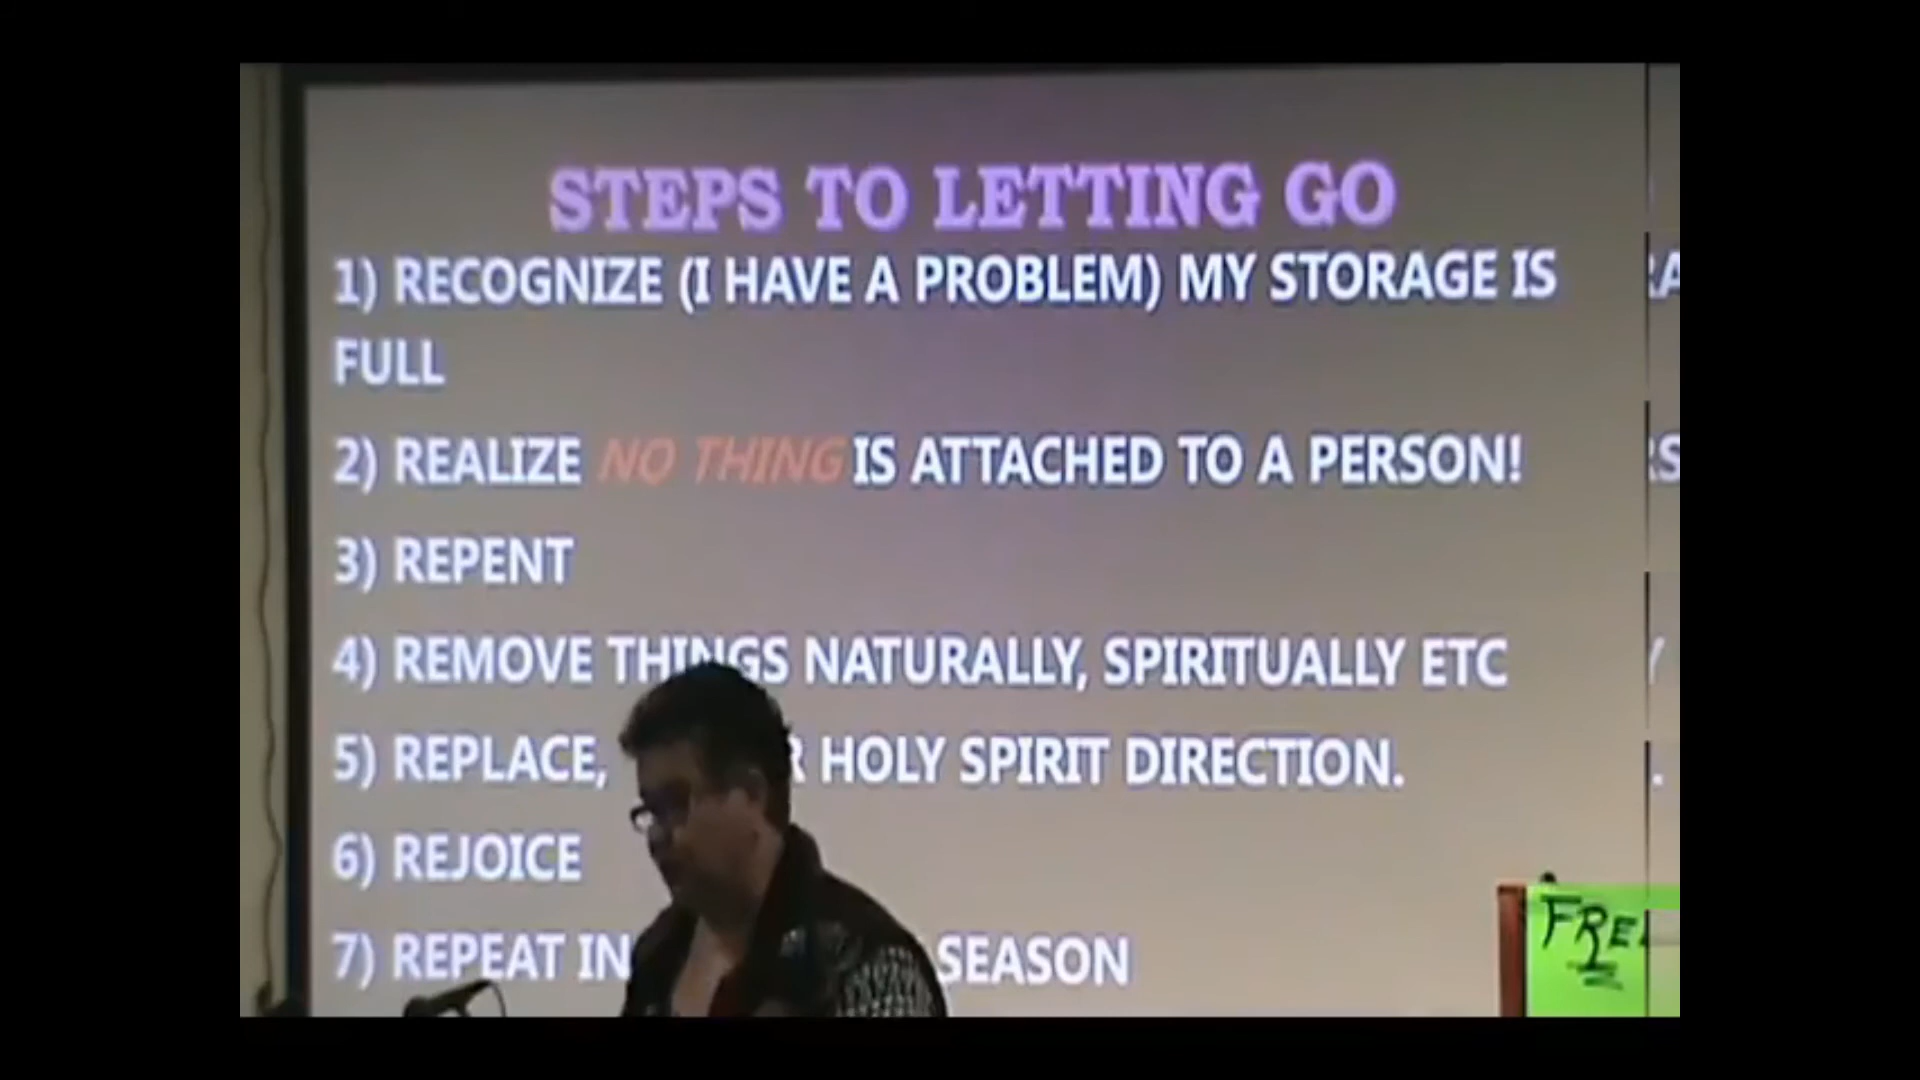 STEPS TO LETTING GO
1) RECOGNIZE (I HAVE A PROBLEM) MY STORAGE IS
FULL
2) REALIZE NO THING IS ATTACHED TO A PERSON!
3) REPENT
4) REMOVE THINGS NATURALLY, SPIRITUALLY ETC
5) REPLACE, HOLY SPIRIT DIRECTION.
6) REJOICE
7) REPEAT IN SEASON